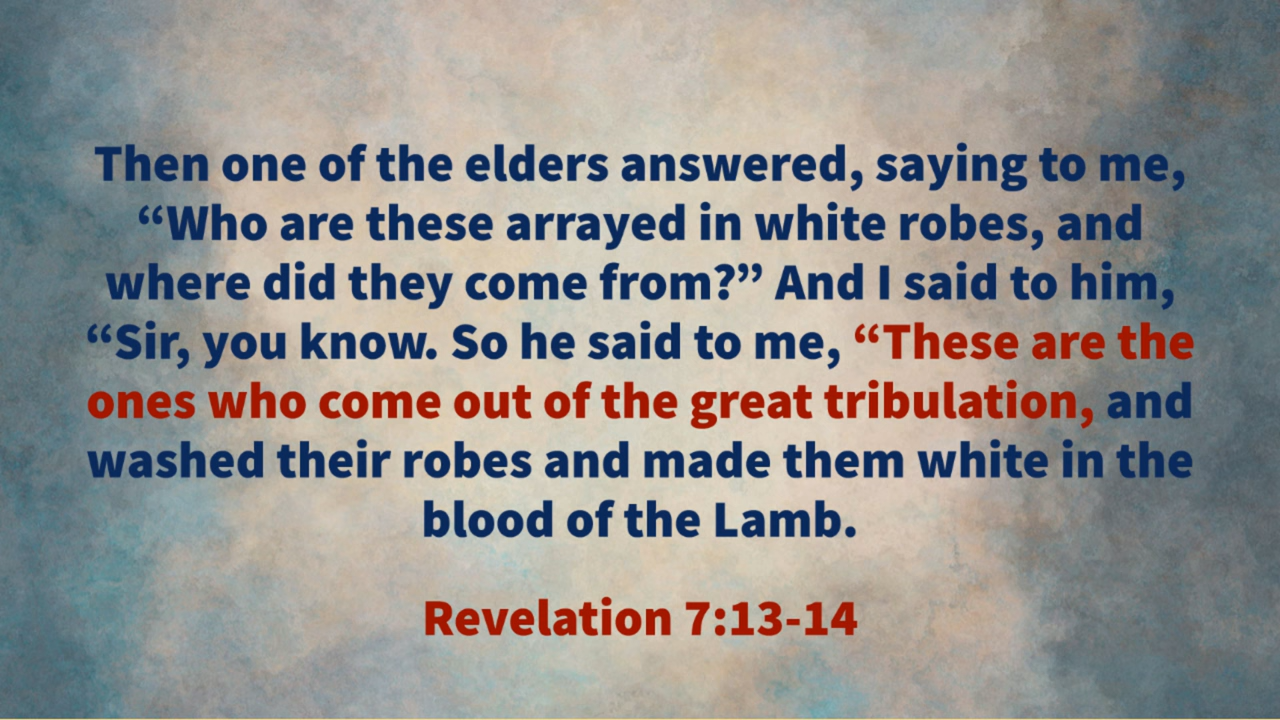 Then one of the elders answered, saying to me,
“Who are these arrayed in white robes, and
where did they come from?” And I said to him,
“Sir, you know. So he said to me, “These are the
ones who come out of the great tribulation, and
washed their robes and made them white in the
blood of the Lamb.
Revelation 7:13-14